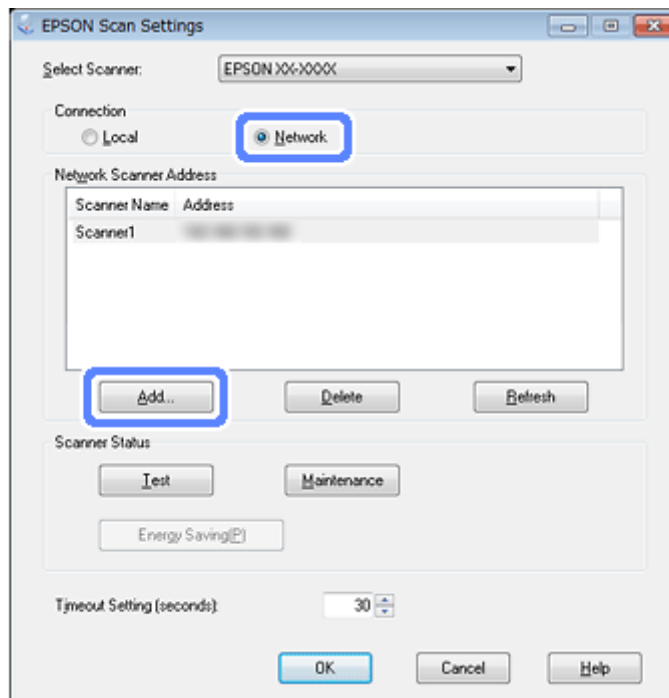 EPSON Scan Settings
Select Scanner: EPSON XX-XXXX
Connection
Local Network
Network Scanner Address
Scanner Name Address
Scanner1
Add... Delete Refresh
Scanner Status
Test Maintenance
Energy Saving(P)
Timeout Setting (seconds): 30
OK Cancel Help